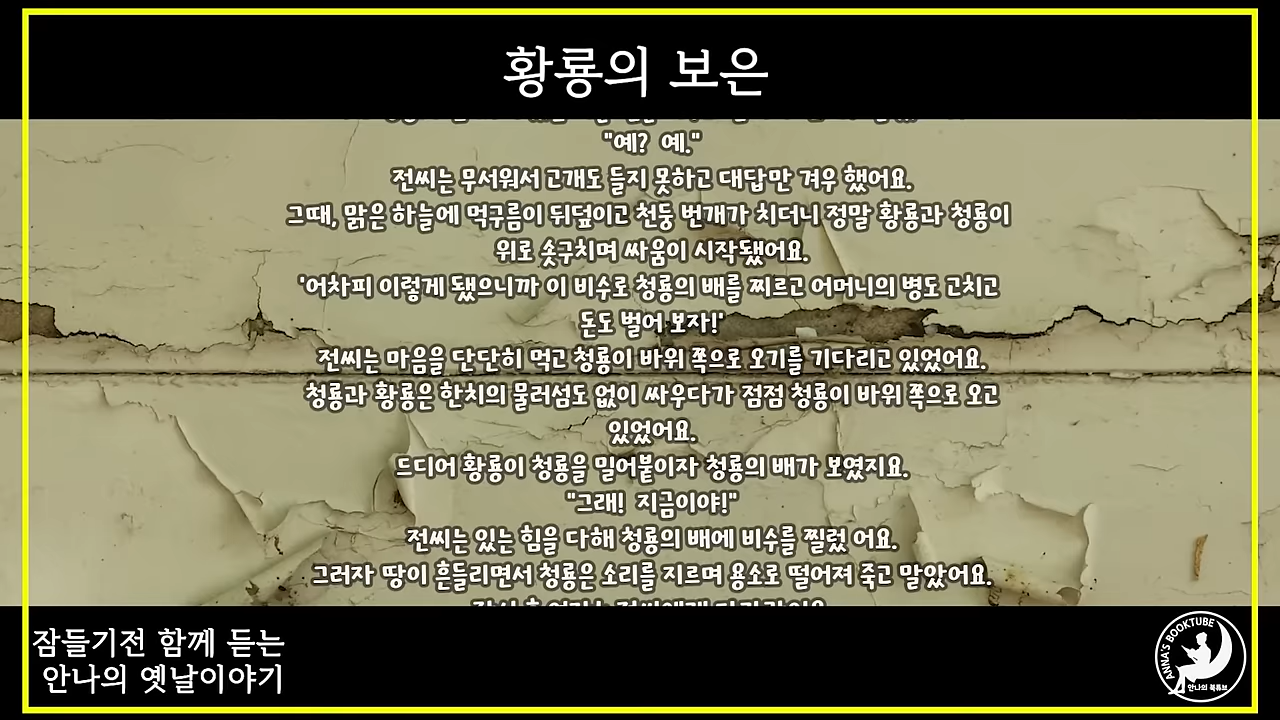 황룡의 보은
"예? 예."
전씨는 무서워서 고개도 들지 못하고 대답만 겨우 했어요.
그때, 맑은 하늘에 먹구름이 뒤덮이고 천둥 번개가 치더니 정말 황룡과 청룡이
위로 솟구치며 싸움이 시작됐어요.
'어차피 이렇게 됐으니까 이 비수로 청룡의 배를 찌르고 어머니의 병도 고치고
돈도 벌어 보자!'
전씨는 마음을 단단히 먹고 청룡이 바위 쪽으로 오기를 기다리고 있었어요.
청룡과 황룡은 한치의 물러섬도 없이 싸우다가 점점 청룡이 바위 쪽으로 오고
있었어요.
드디어 황룡이 청룡을 밀어붙이자 청룡의 배가 보였지요.
"그래! 지금이야!"
전씨는 있는 힘을 다해 청룡의 배에 비수를 찔렀 어요.
그러자 땅이 흔들리면서 청룡은 소리를 지르며 용소로 떨어져 죽고 말았어요.
잠들기전 함께 듣는
안나의 옛날이야기
ANNA'S BOOKTUBE
안나의 북튜브